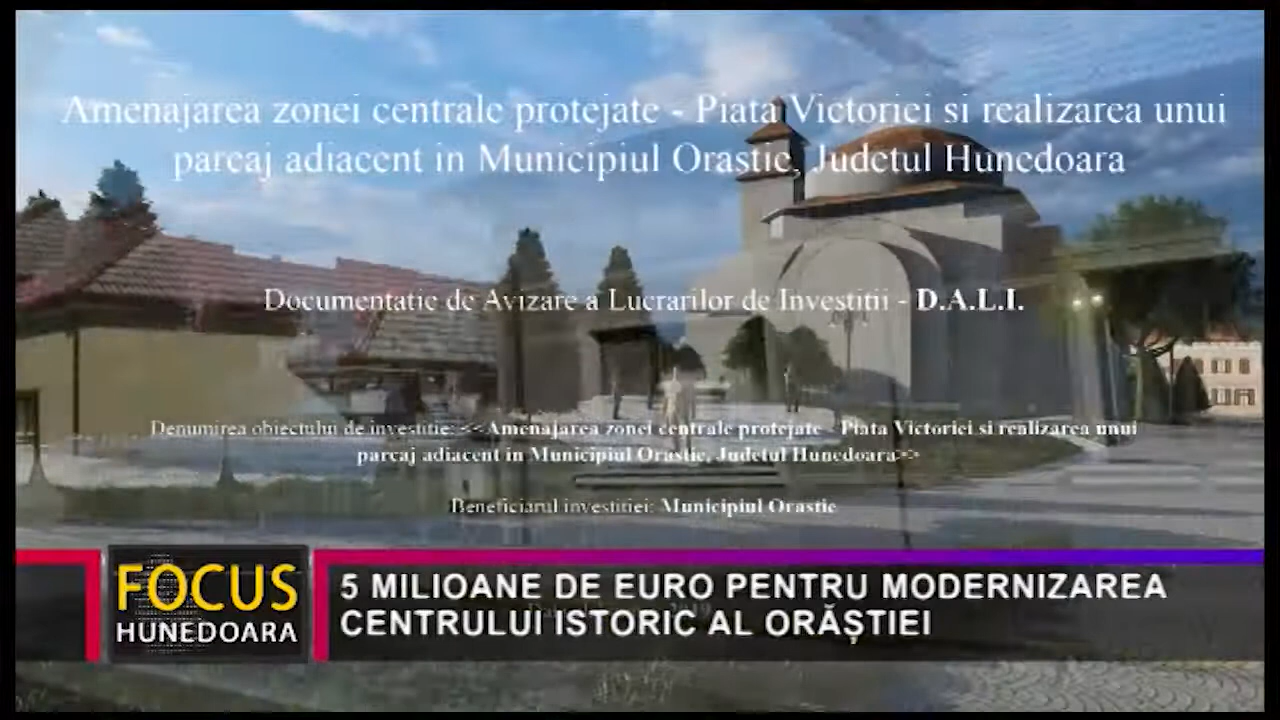 Amenajarea zonei centrale protejate - Piata Victoriei si realizarea unui
parcaj adiacent in Municipiul Orastie, Judetul Hunedoara
Documentatie de Avizare a Lucrarilor de Investitii - D.A.L.I.
Denumirea obiectului de investitie: << Amenajarea zonei centrale protejate - Piata Victoriei si realizarea unui
parcaj adiacent in Municipiul Orastie, Judetul Hunedoara>>
Beneficiarul investitiei: Municipiul Orastie
FOCUS
HUNEDOARA
5 MILIOANE DE EURO PENTRU MODERNIZAREA
CENTRULUI ISTORIC AL ORĂȘTIEI